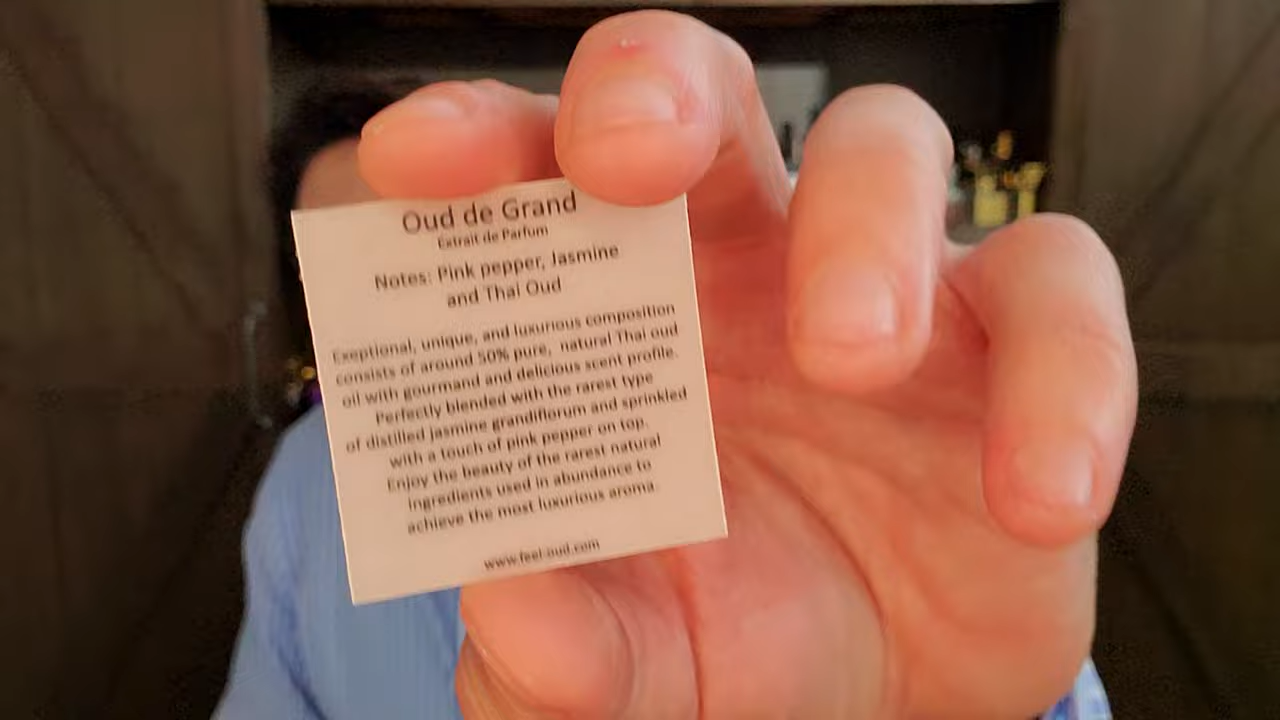 Oud de Grand
Extrait de Parfum
Notes: Pink pepper, Jasmine
and Thai Oud
Exeptional, unique, and luxurious composition
consists of around 50% pure, natural Thai oud
oil with gourmand and delicious scent profile.
Perfectly blended with the rarest type
of distilled jasmine grandiflorum and sprinkled
with a touch of pink pepper on top.
Enjoy the beauty of the rarest natural
ingredients used in abundance to
achieve the most luxurious aroma
www.feel-oud.com